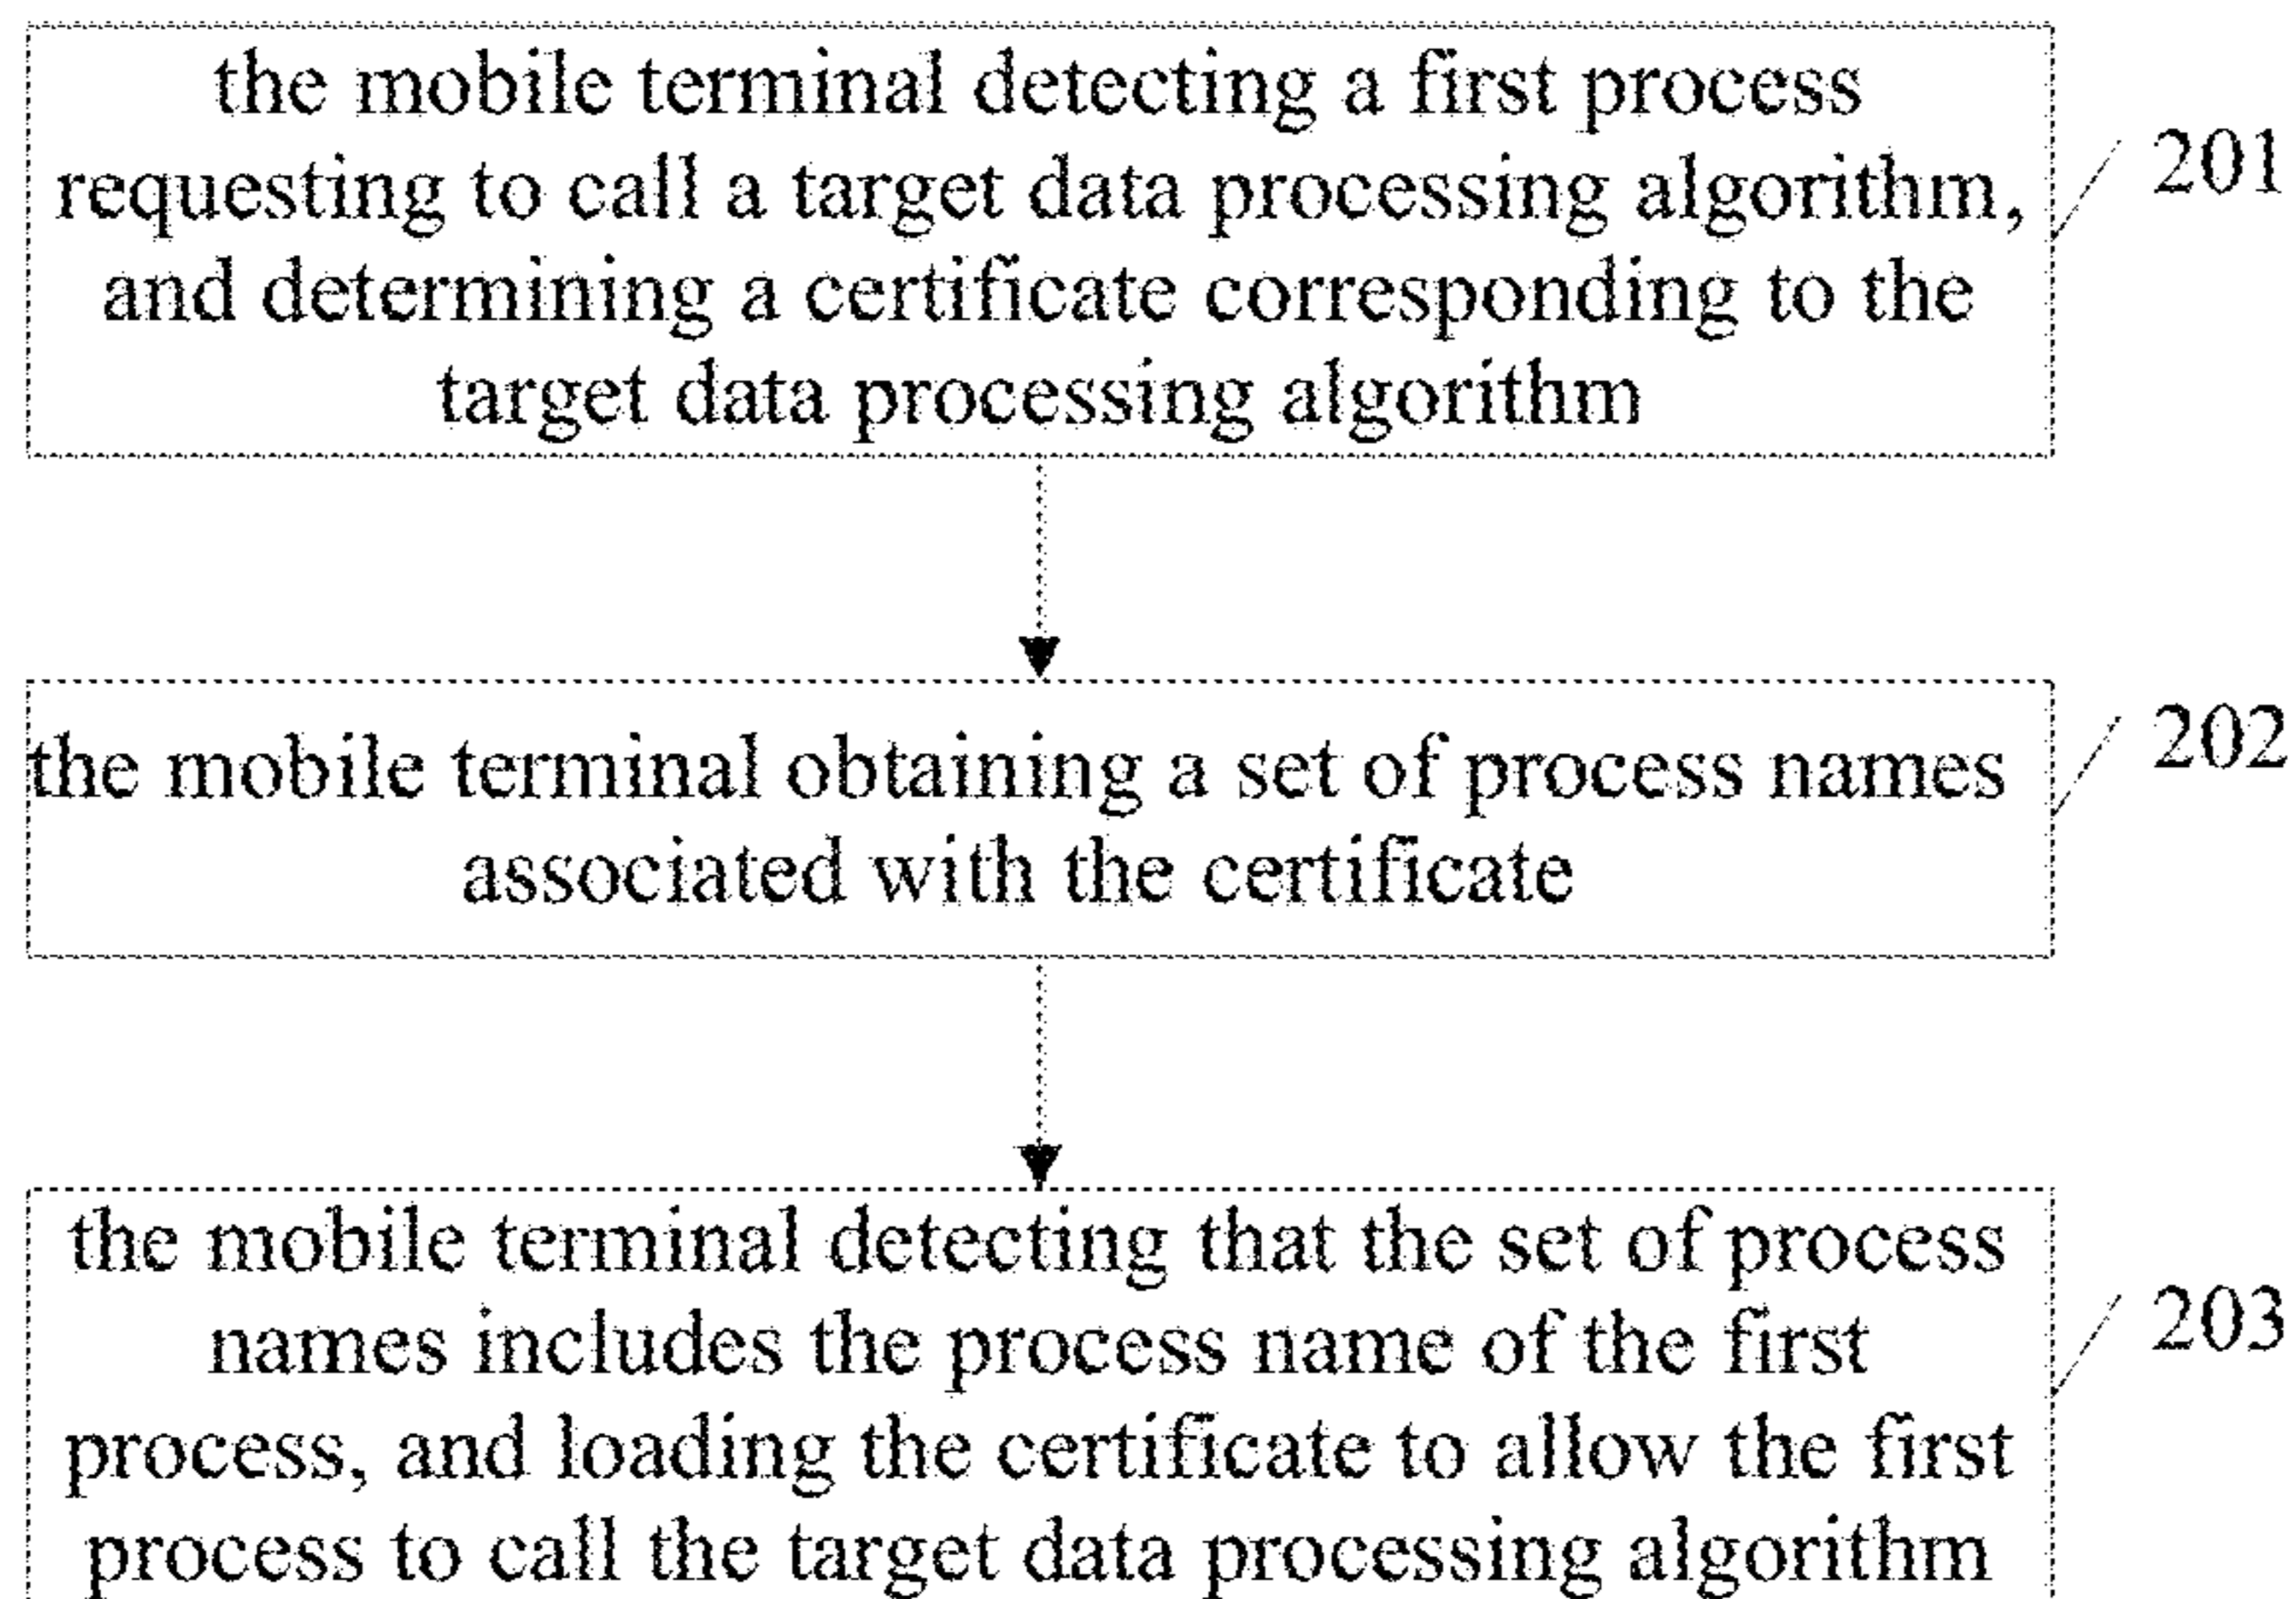 the mobile terminal detecting a first process
requesting to call a target data processing algorithm,
and determining a certificate corresponding to the
target data processing algorithm
201
the mobile terminal obtaining a set of process names
associated with the certificate
202
the mobile terminal detecting that the set of process
names includes the process name of the first
process, and loading the certificate to allow the first
process to call the target data processing algorithm
203